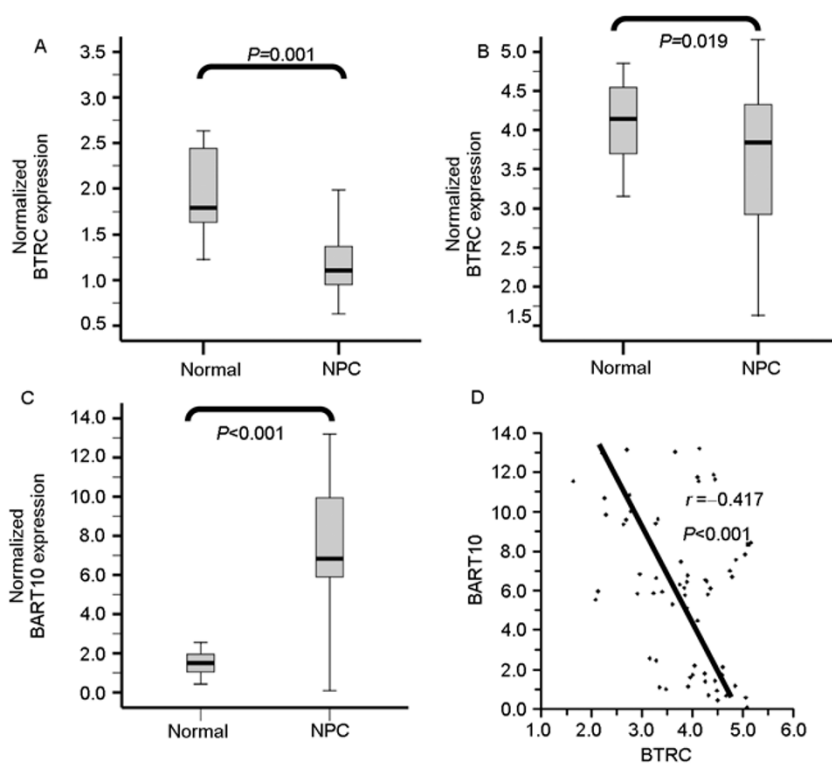 A
P=0.001
3.5
3.0
2.5
2.0
1.5
1.0
0.5
Normalized
BTRC expression
Normal NPC
B
P=0.019
5.0
4.5
4.0
3.5
3.0
2.5
2.0
1.5
Normalized
BTRC expression
Normal NPC
C
P<0.001
14.0
12.0
10.0
8.0
6.0
4.0
2.0
0.0
Normalized
BART10 expression
Normal NPC
D
14.0
12.0
10.0
8.0
6.0
4.0
2.0
0.0
BART10
r=−0.417
P<0.001
1.0 2.0 3.0 4.0 5.0 6.0
BTRC